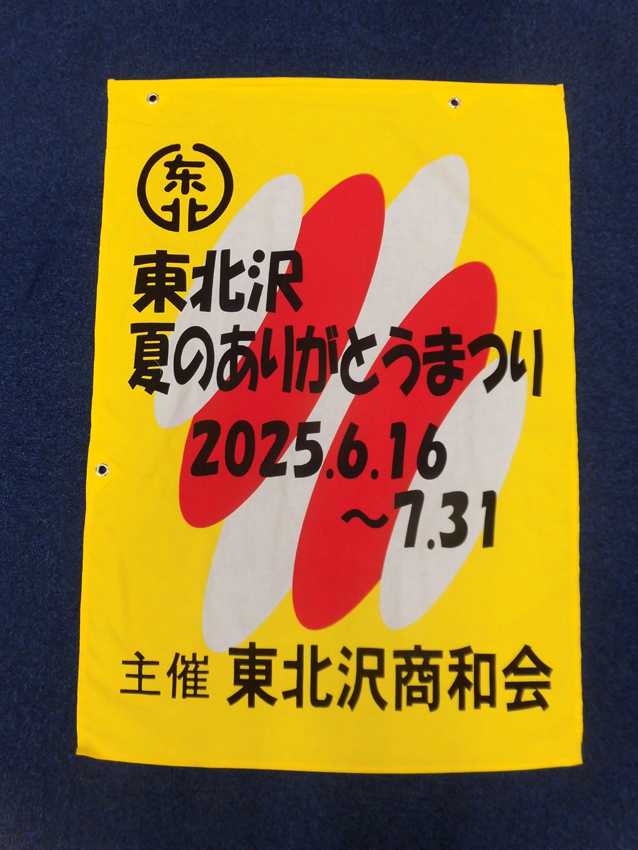 东
北
東北沢
夏のありがとうまつり
2025.6.16
～7.31
主催 東北沢商和会